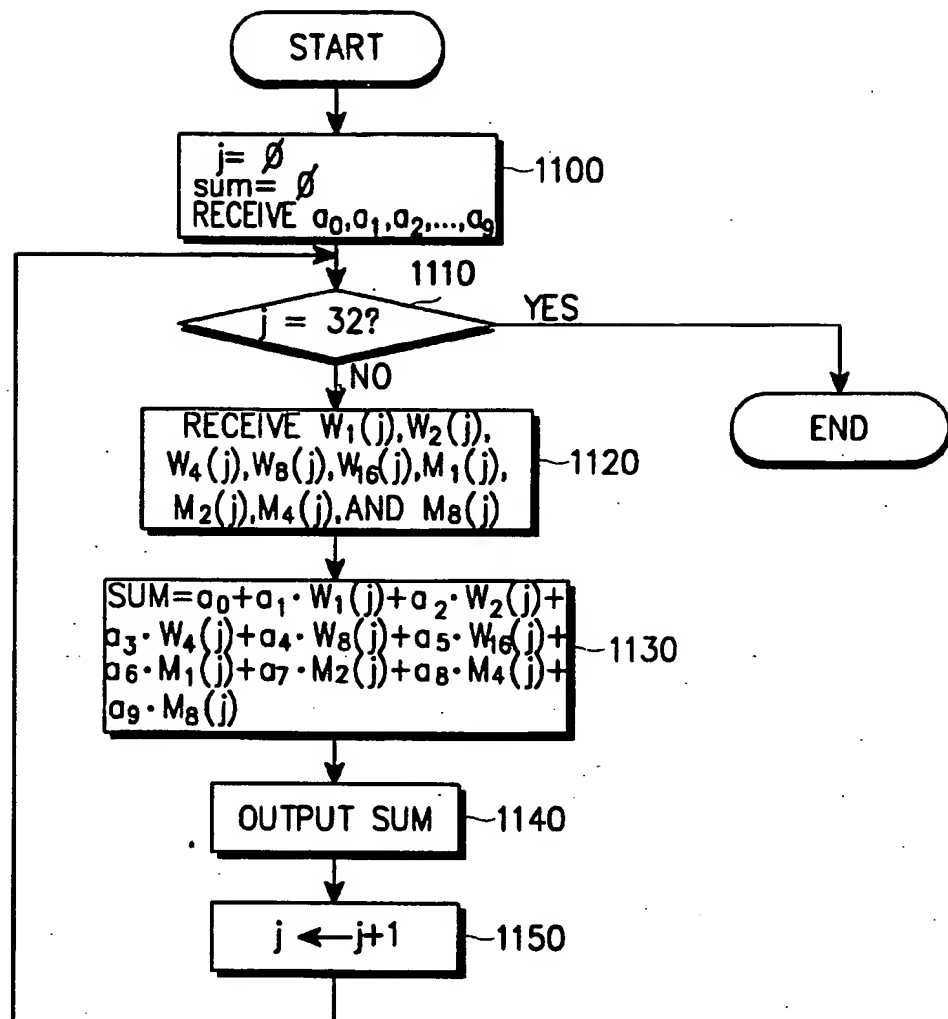 START
j= Ø
sum= Ø
RECEIVE a₀,a₁,a₂,...,a₉
1100
1110
j = 32?
YES
NO
END
RECEIVE W₁(j),W₂(j),
W₄(j),W₈(j),W₁₆(j),M₁(j),
M₂(j),M₄(j),AND M₈(j)
1120
SUM=a₀+a₁·W₁(j)+a₂·W₂(j)+
a₃·W₄(j)+a₄·W₈(j)+a₅·W₁₆(j)+
a₆·M₁(j)+a₇·M₂(j)+a₈·M₄(j)+
a₉·M₈(j)
1130
OUTPUT SUM
1140
j ←j+1
1150